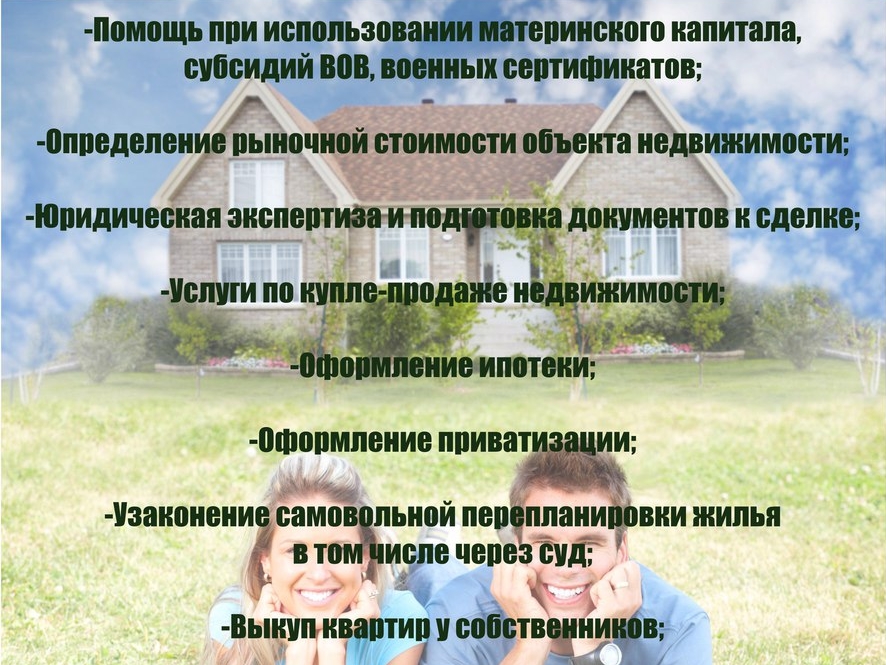 -Помощь при использовании материнского капитала,
субсидий ВОВ, военных сертификатов;
-Определение рыночной стоимости объекта недвижимости;
-Юридическая экспертиза и подготовка документов к сделке;
-Услуги по купле-продаже недвижимости;
-Оформление ипотеки;
-Оформление приватизации;
-Узаконение самовольной перепланировки жилья
в том числе через суд;
-Выкуп квартир у собственников;